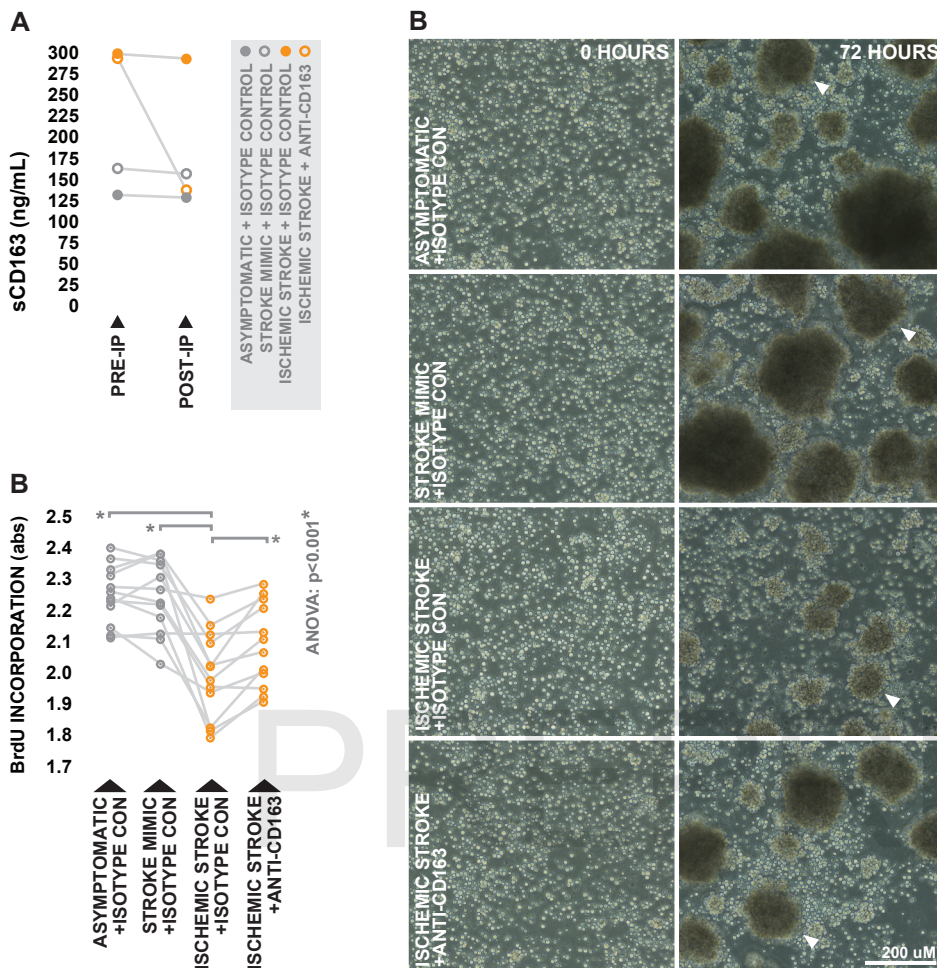 A
300
275
250
225
200
175
150
125
100
75
50
25
0
sCD163 (ng/mL)
PRE-IP
POST-IP
ASYMPTOMATIC + ISOTYPE CONTROL
STROKE MIMIC + ISOTYPE CONTROL
ISCHEMIC STROKE + ISOTYPE CONTROL
ISCHEMIC STROKE + ANTI-CD163
B
2.5
2.4
2.3
2.2
2.1
2.0
1.9
1.8
1.7
BrdU INCORPORATION (abs)
*
*
*
ANOVA: p<0.001*
ASYMPTOMATIC
+ISOTYPE CON
STROKE MIMIC
+ISOTYPE CON
ISCHEMIC STROKE
+ISOTYPE CON
ISCHEMIC STROKE
+ANTI-CD163
B
0 HOURS
72 HOURS
ASYMPTOMATIC
+ISOTYPE CON
STROKE MIMIC
+ISOTYPE CON
ISCHEMIC STROKE
+ISOTYPE CON
ISCHEMIC STROKE
+ANTI-CD163
200 uM